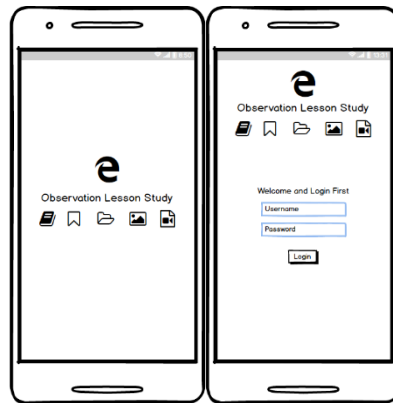 e
Observation Lesson Study
e
Observation Lesson Study
Welcome and Login First
Username
Password
Login